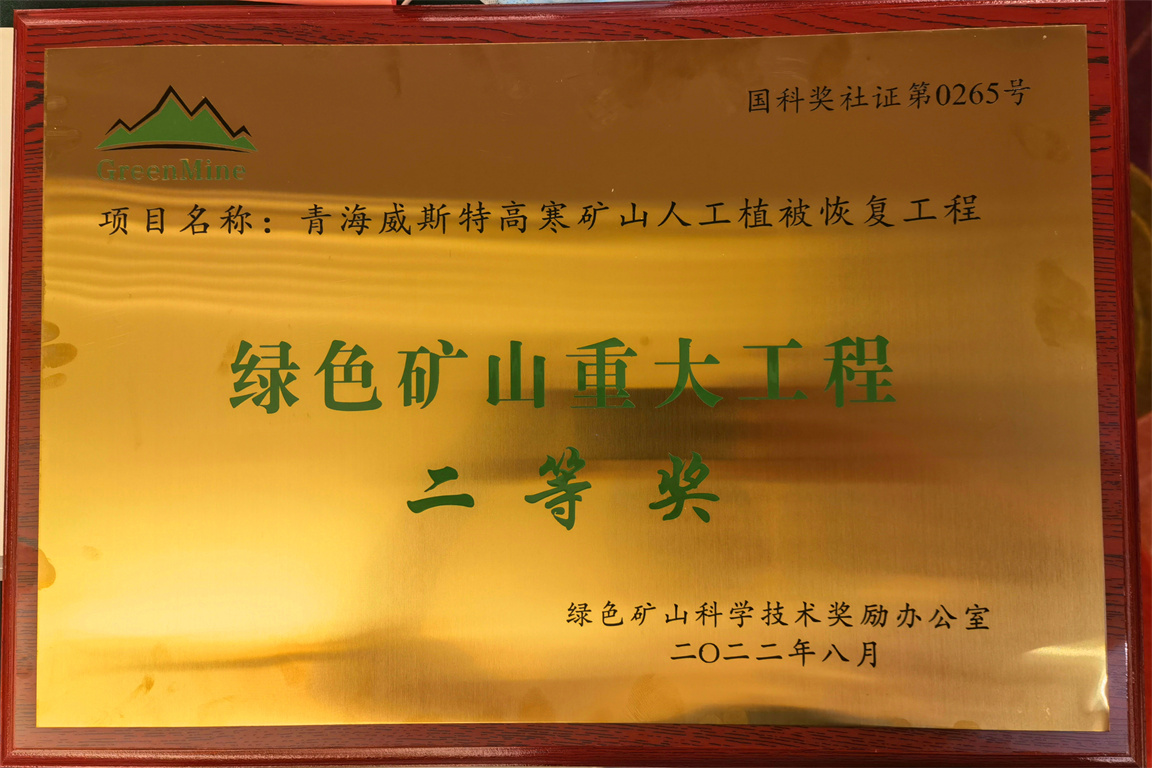 国科奖社证第0265号
GreenMine
项目名称：青海威斯特高寒矿山人工植被恢复工程
绿色矿山重大工程
二等奖
绿色矿山科学技术奖励办公室
二〇二二年八月